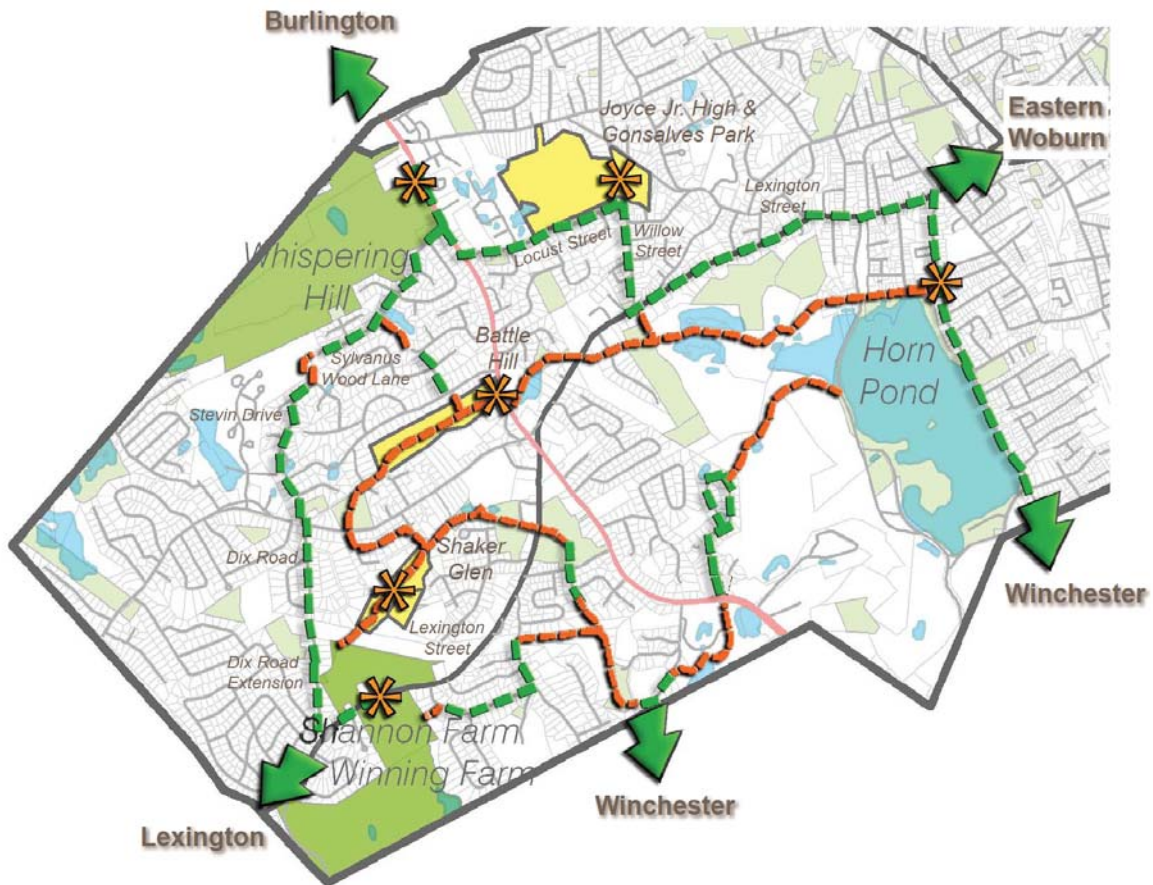 Burlington
Joyce Jr. High &
Gonsalves Park
Eastern
Woburn
Lexington
Street
Willow
Street
Locust Street
Whispering
Hill
Battle
Hill
Horn
Pond
Sylvanus
Wood Lane
Stevin Drive
Dix Road
Shaker
Glen
Lexington
Street
Dix Road
Extension
Shannon Farm
Winning Farm
Winchester
Winchester
Lexington